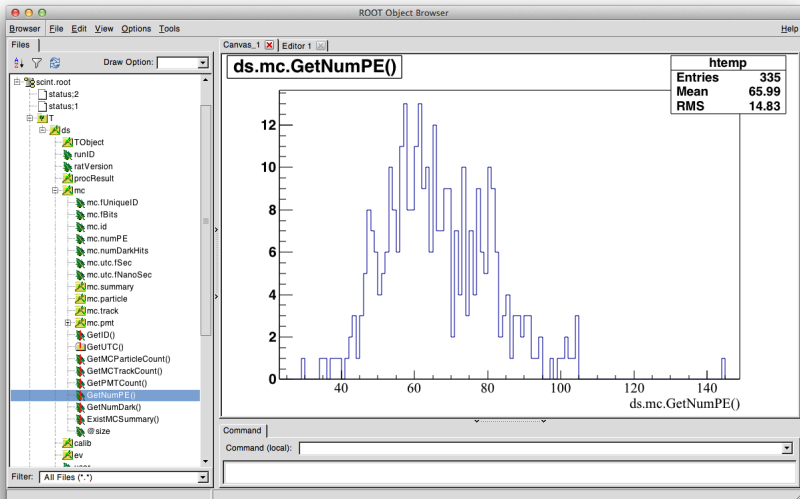 ROOT Object Browser
Browser File Edit View Options Tools Help
Files
Draw Option:
scint.root
status;2
status;1
T
ds
TObject
runID
ratVersion
procResult
mc
mc.fUniqueID
mc.fBits
mc.id
mc.numPE
mc.numDarkHits
mc.utc.fSec
mc.utc.fNanoSec
mc.summary
mc.particle
mc.track
mc.pmt
GetID()
GetUTC()
GetMCParticleCount()
GetMCTrackCount()
GetPMTCount()
GetNumPE()
GetNumDark()
ExistMCSummary()
@size
calib
ev
Filter: All Files (*.*)
Canvas_1 Editor 1
ds.mc.GetNumPE()
htemp
Entries 335
Mean 65.99
RMS 14.83
12
10
8
6
4
2
0
40 60 80 100 120 140
ds.mc.GetNumPE()
Command
Command (local):